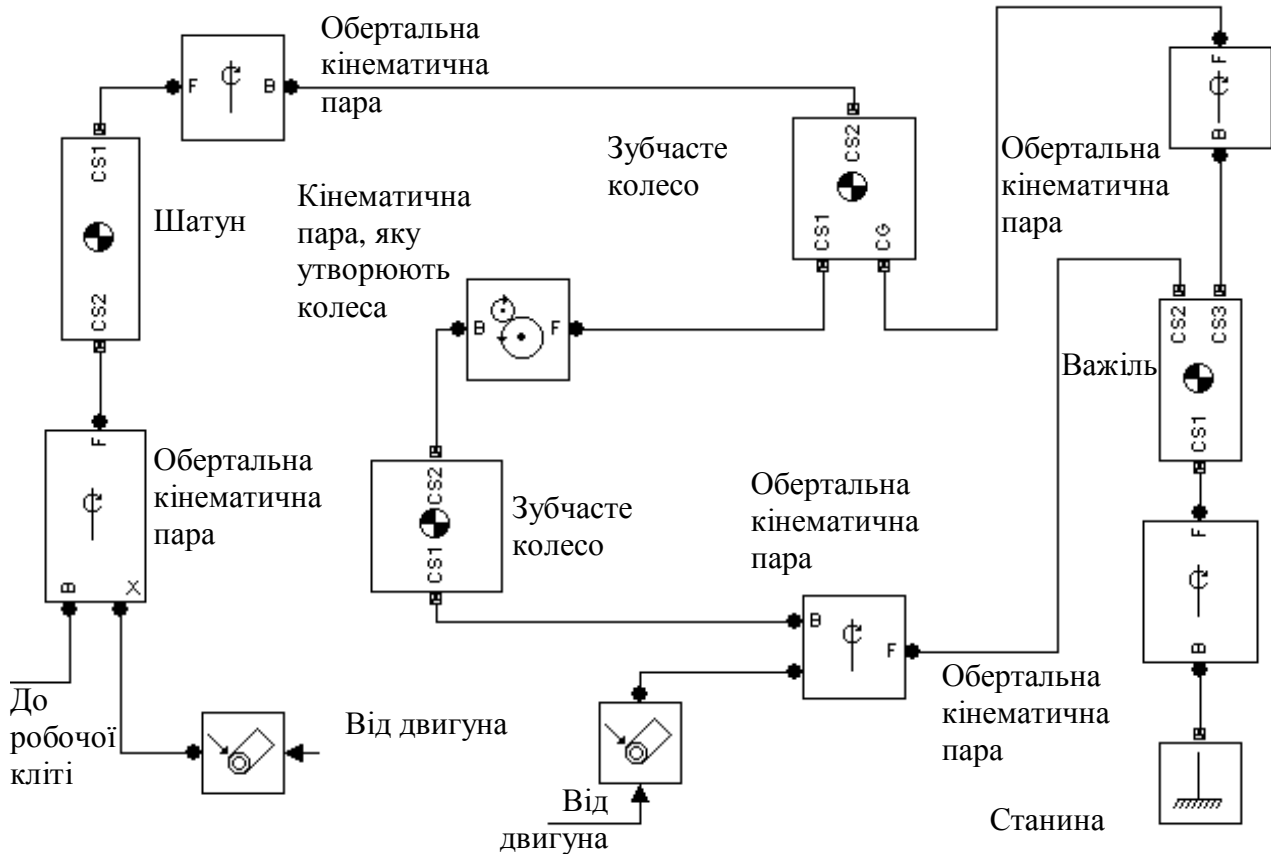 Обертальна
кінематична
пара
F
B
CS1
CS2
Шатун
Кінематична
пара, яку
утворюють
колеса
Зубчасте
колесо
CS2
CS1
CG
Обертальна
кінематична
пара
F
B
B
F
CS2
CS3
CS1
Важіль
F
B
X
Обертальна
кінематична
пара
CS2
CS1
Зубчасте
колесо
Обертальна
кінематична
пара
B
F
F
B
До
робочої
кліті
Від двигуна
Від
двигуна
Обертальна
кінематична
пара
Станина